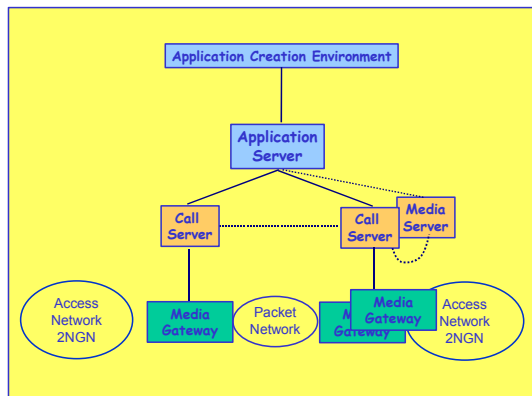 Application Creation Environment
Application
Server
Call
Server
Call
Server
Media
Server
Access
Network
2NGN
Media
Gateway
Packet
Network
Gateway
Media
Gateway
Access
Network
2NGN